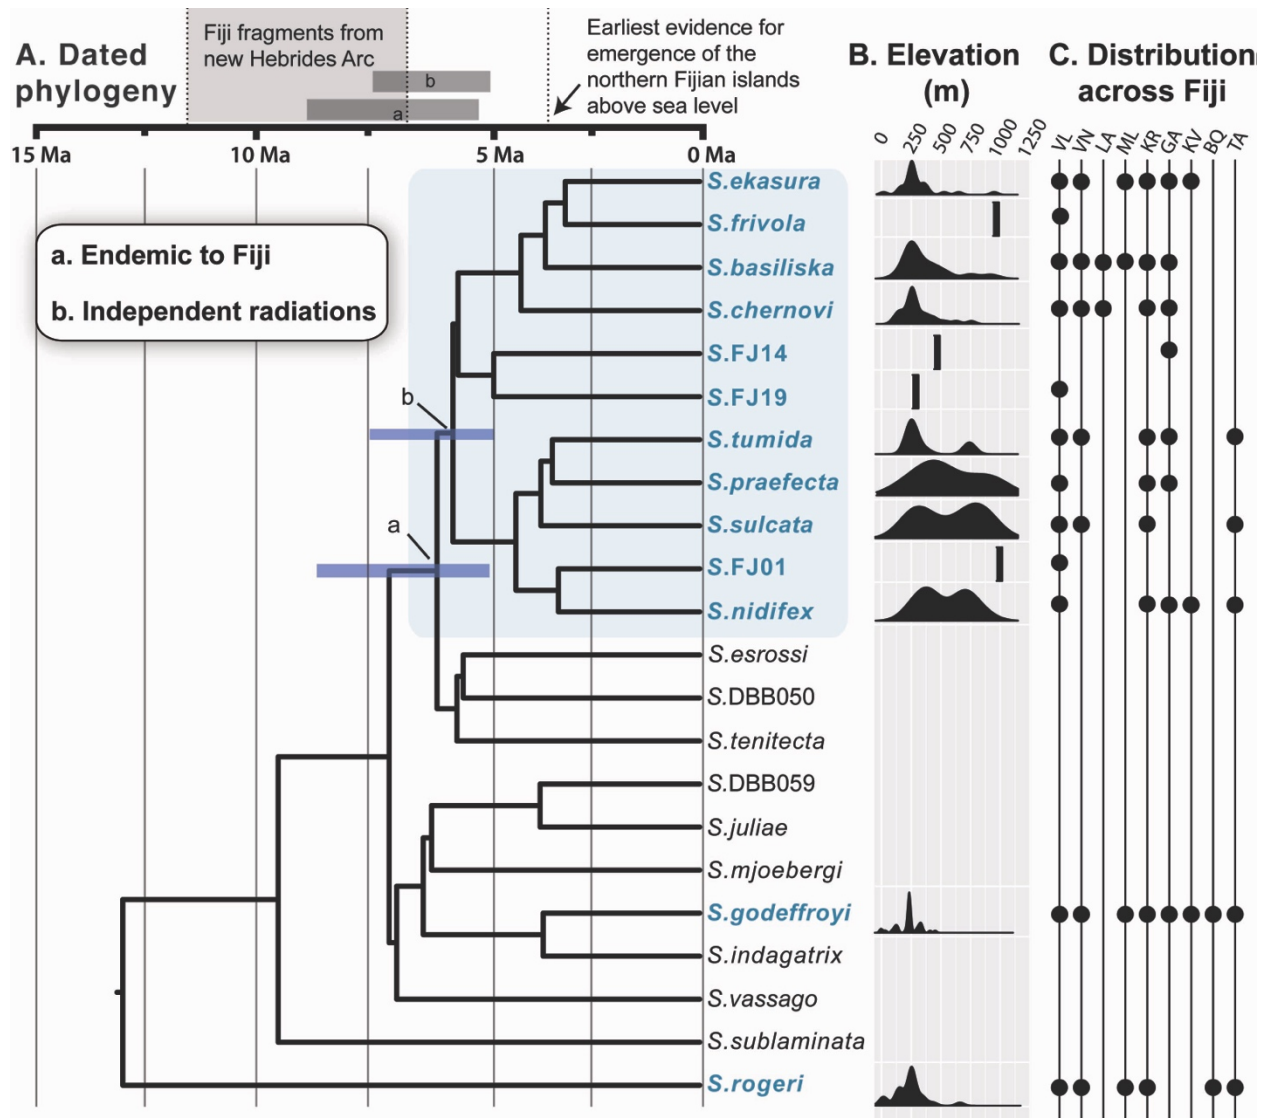 A. Dated
phylogeny
Fiji fragments from
new Hebrides Arc
b
a
Earliest evidence for
emergence of the
northern Fijian islands
above sea level
B. Elevation
(m)
C. Distribution
across Fiji
15 Ma
10 Ma
5 Ma
0 Ma
0 250 500 750 1000 1250
VL VN LA ML KR GA KV BQ TA
a. Endemic to Fiji
b. Independent radiations
b
a
S.ekasura
S.frivola
S.basiliska
S.chernovi
S.FJ14
S.FJ19
S.tumida
S.praefecta
S.sulcata
S.FJ01
S.nidifex
S.esrossi
S.DBB050
S.tenitecta
S.DBB059
S.juliae
S.mjoebergi
S.godeffroyi
S.indagatrix
S.vassago
S.sublaminata
S.rogeri